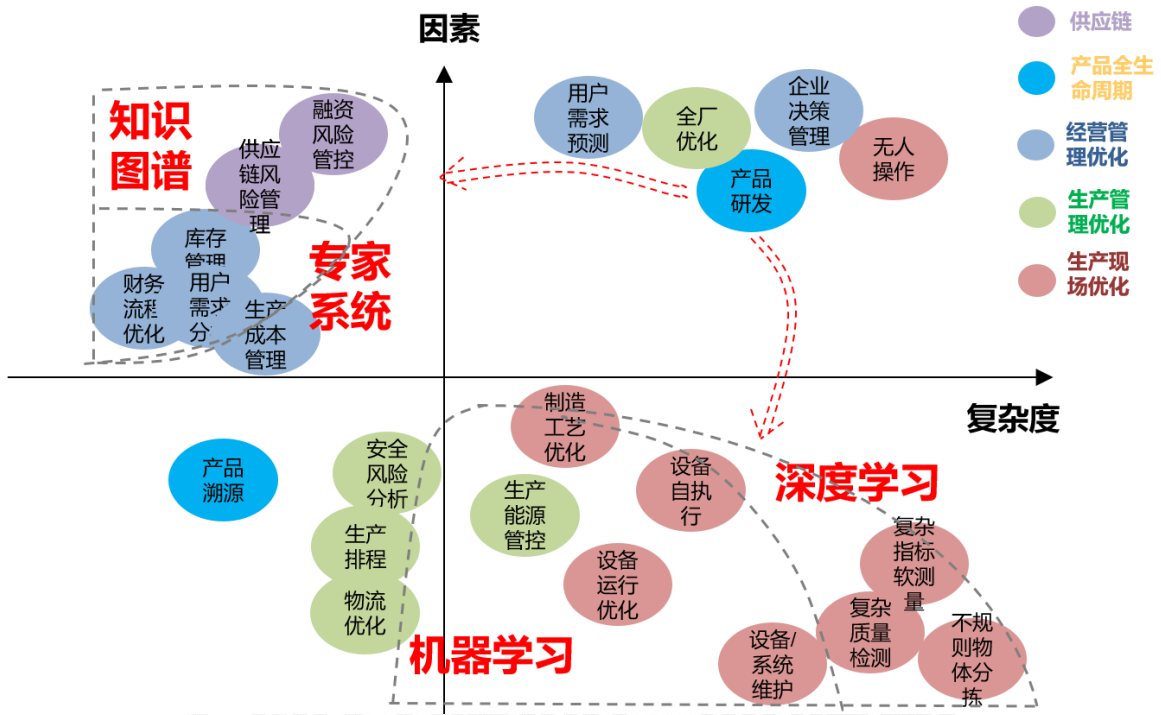 因素
供应链
产品全生
命周期
经营管
理优化
生产管
理优化
生产现
场优化
知识
图谱
融资
风险
管控
供应
链风
险管
理
用户
需求
预测
全厂
优化
企业
决策
管理
无人
操作
产品
研发
库存
管理
专家
系统
财务
流程
优化
用户
需求
分
生产
成本
管理
复杂度
制造
工艺
优化
产品
溯源
安全
风险
分析
设备
自执
行
深度学习
生产
能源
管控
生产
排程
复杂
指标
软测
量
设备
运行
优化
物流
优化
复杂
质量
检测
不规
则物
体分
拣
机器学习
设备/
系统
维护